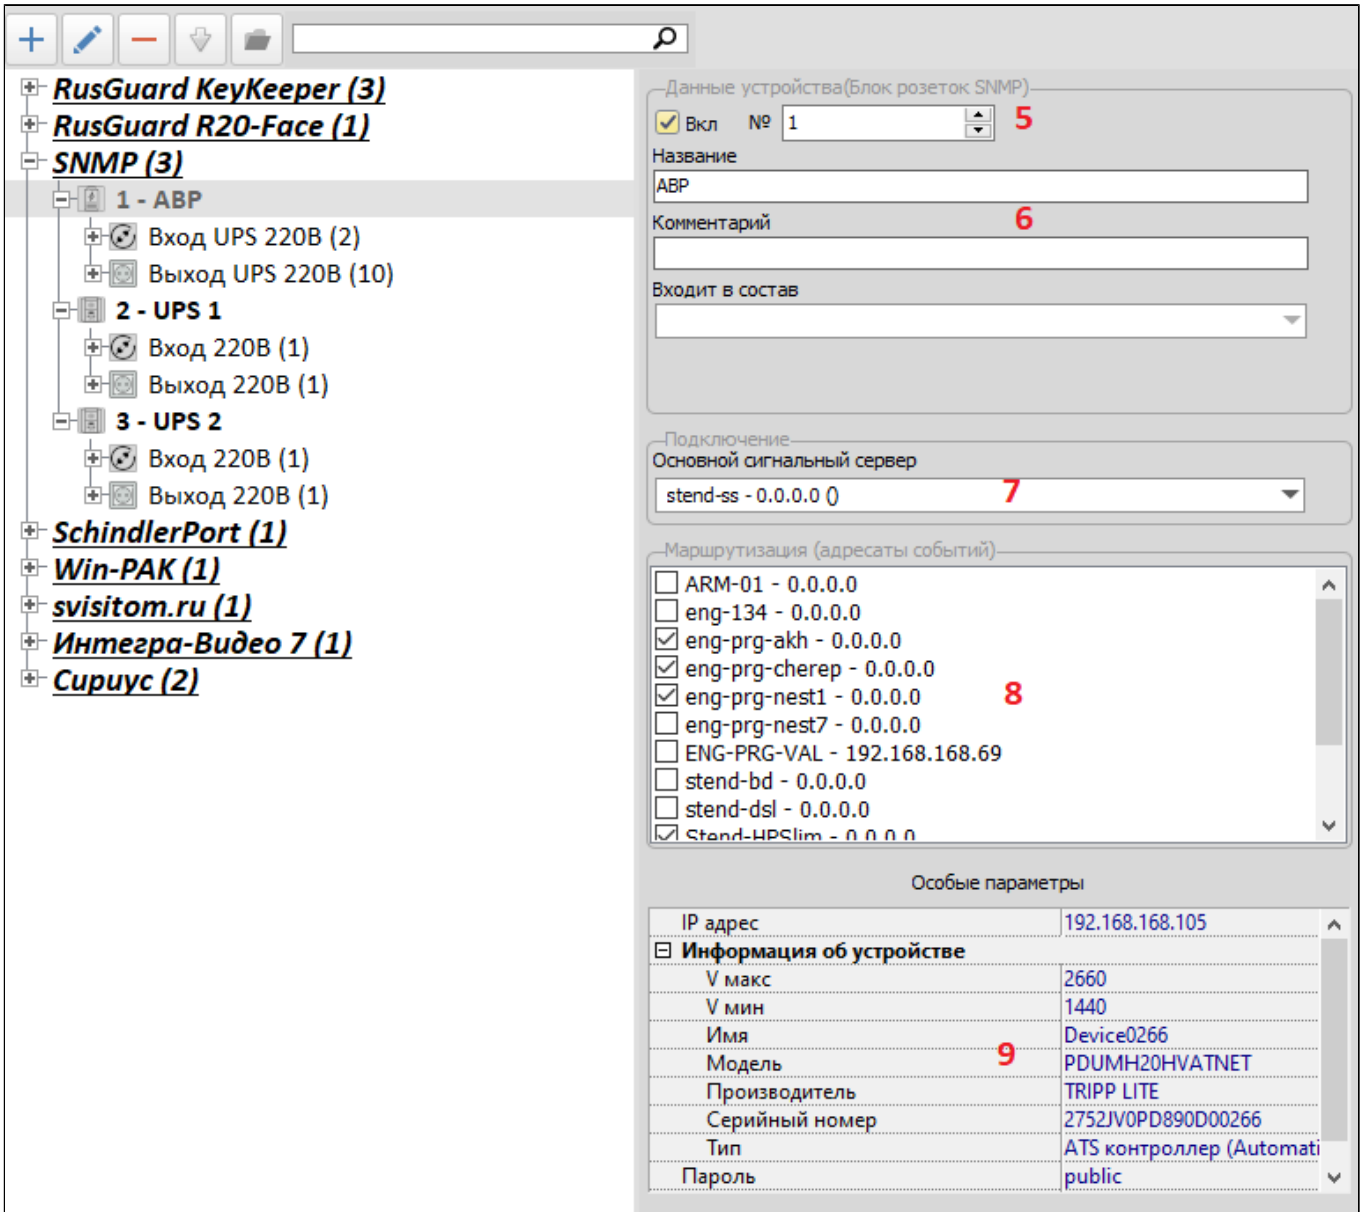 RusGuard KeyKeeper (3)
RusGuard R20-Face (1)
SNMP (3)
1 - АВР
Вход UPS 220В (2)
Выход UPS 220В (10)
2 - UPS 1
Вход 220В (1)
Выход 220В (1)
3 - UPS 2
Вход 220В (1)
Выход 220В (1)
SchindlerPort (1)
Win-PAK (1)
svisitom.ru (1)
Интегра-Видео 7 (1)
Сириус (2)
Данные устройства(Блок розеток SNMP)
Вкл № 1 5
Название
АВР
Комментарий 6
Входит в состав
Подключение
Основной сигнальный сервер
stend-ss - 0.0.0.0 () 7
Маршрутизация (адресаты событий)
ARM-01 - 0.0.0.0
eng-134 - 0.0.0.0
eng-prg-akh - 0.0.0.0
eng-prg-cherep - 0.0.0.0
eng-prg-nest1 - 0.0.0.0 8
eng-prg-nest7 - 0.0.0.0
ENG-PRG-VAL - 192.168.168.69
stend-bd - 0.0.0.0
stend-dsl - 0.0.0.0
Stend-HPSlim - 0.0.0.0
Особые параметры
IP адрес 192.168.168.105
Информация об устройстве
V макс 2660
V мин 1440
Имя Device0266
Модель 9 PDUMH20HVATNET
Производитель TRIPP LITE
Серийный номер 2752JV0PD890D00266
Тип ATS контроллер (Automati
Пароль public